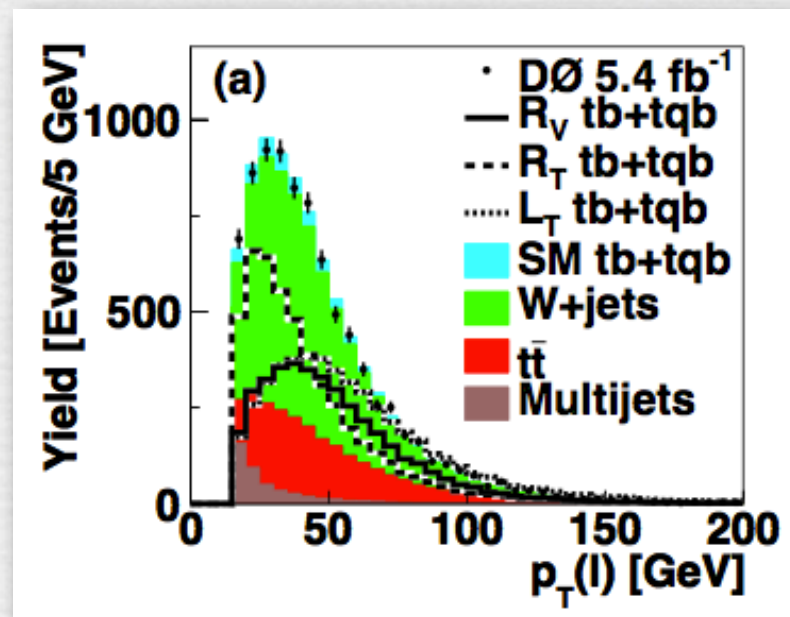 (a)
DØ 5.4 fb⁻¹
R_V tb+tqb
R_T tb+tqb
L_T tb+tqb
SM tb+tqb
W+jets
tt̄
Multijets
Yield [Events/5 GeV]
1000
500
0
0 50 100 150 200
p_T(l) [GeV]